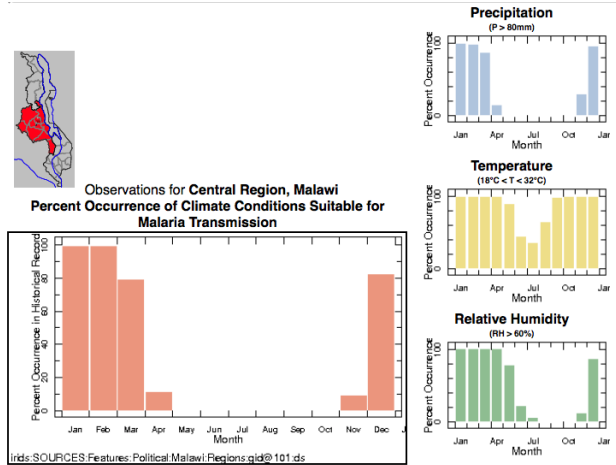 Precipitation
(P > 80mm)
Percent Occurrence
100
0
Jan Apr Jul Oct Jan
Month
Observations for Central Region, Malawi
Percent Occurrence of Climate Conditions Suitable for
Malaria Transmission
Percent Occurrence in Historical Record
100
80
60
40
20
0
Jan Feb Mar Apr May Jun Jul Aug Sep Oct Nov Dec J
Month
irids:SOURCES:Features:Political:Malawi:Regions:gid@101:ds
Temperature
(18°C < T < 32°C)
Percent Occurrence
100
0
Jan Apr Jul Oct Jan
Month
Relative Humidity
(RH > 60%)
Percent Occurrence
100
0
Jan Apr Jul Oct Jan
Month